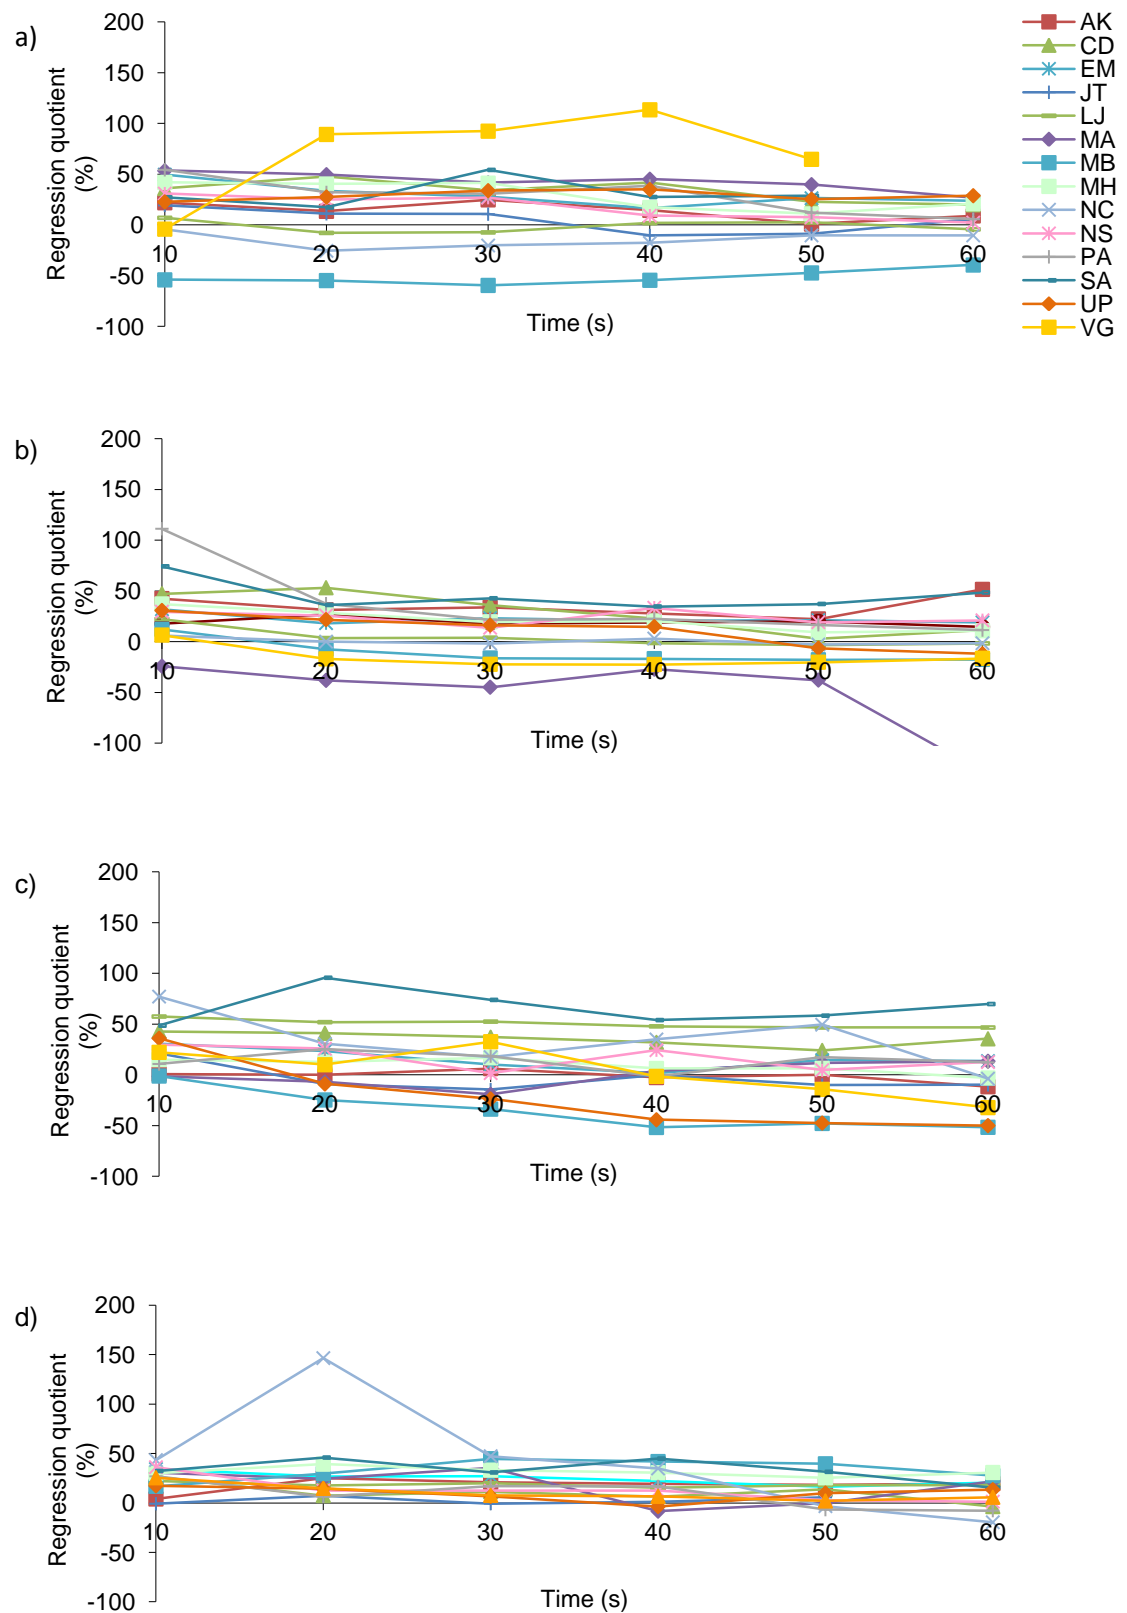 a)
Regression quotient
(%)
200
150
100
50
0
-50
-100
10 20 30 40 50 60
Time (s)
AK
CD
EM
JT
LJ
MA
MB
MH
NC
NS
PA
SA
UP
VG
b)
Regression quotient
(%)
200
150
100
50
0
-50
-100
10 20 30 40 50 60
Time (s)
c)
Regression quotient
(%)
200
150
100
50
0
-50
-100
10 20 30 40 50 60
Time (s)
d)
Regression quotient
(%)
200
150
100
50
0
-50
-100
10 20 30 40 50 60
Time (s)